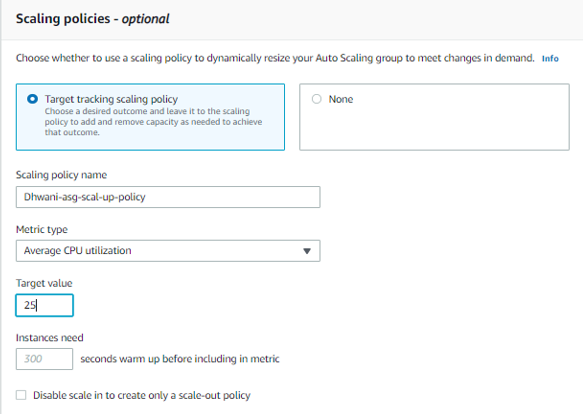 Scaling policies - optional
Choose whether to use a scaling policy to dynamically resize your Auto Scaling group to meet changes in demand. Info
Target tracking scaling policy
Choose a desired outcome and leave it to the scaling
policy to add and remove capacity as needed to achieve
that outcome.
None
Scaling policy name
Dhwani-asg-scal-up-policy
Metric type
Average CPU utilization
Target value
25
Instances need
300 seconds warm up before including in metric
Disable scale in to create only a scale-out policy